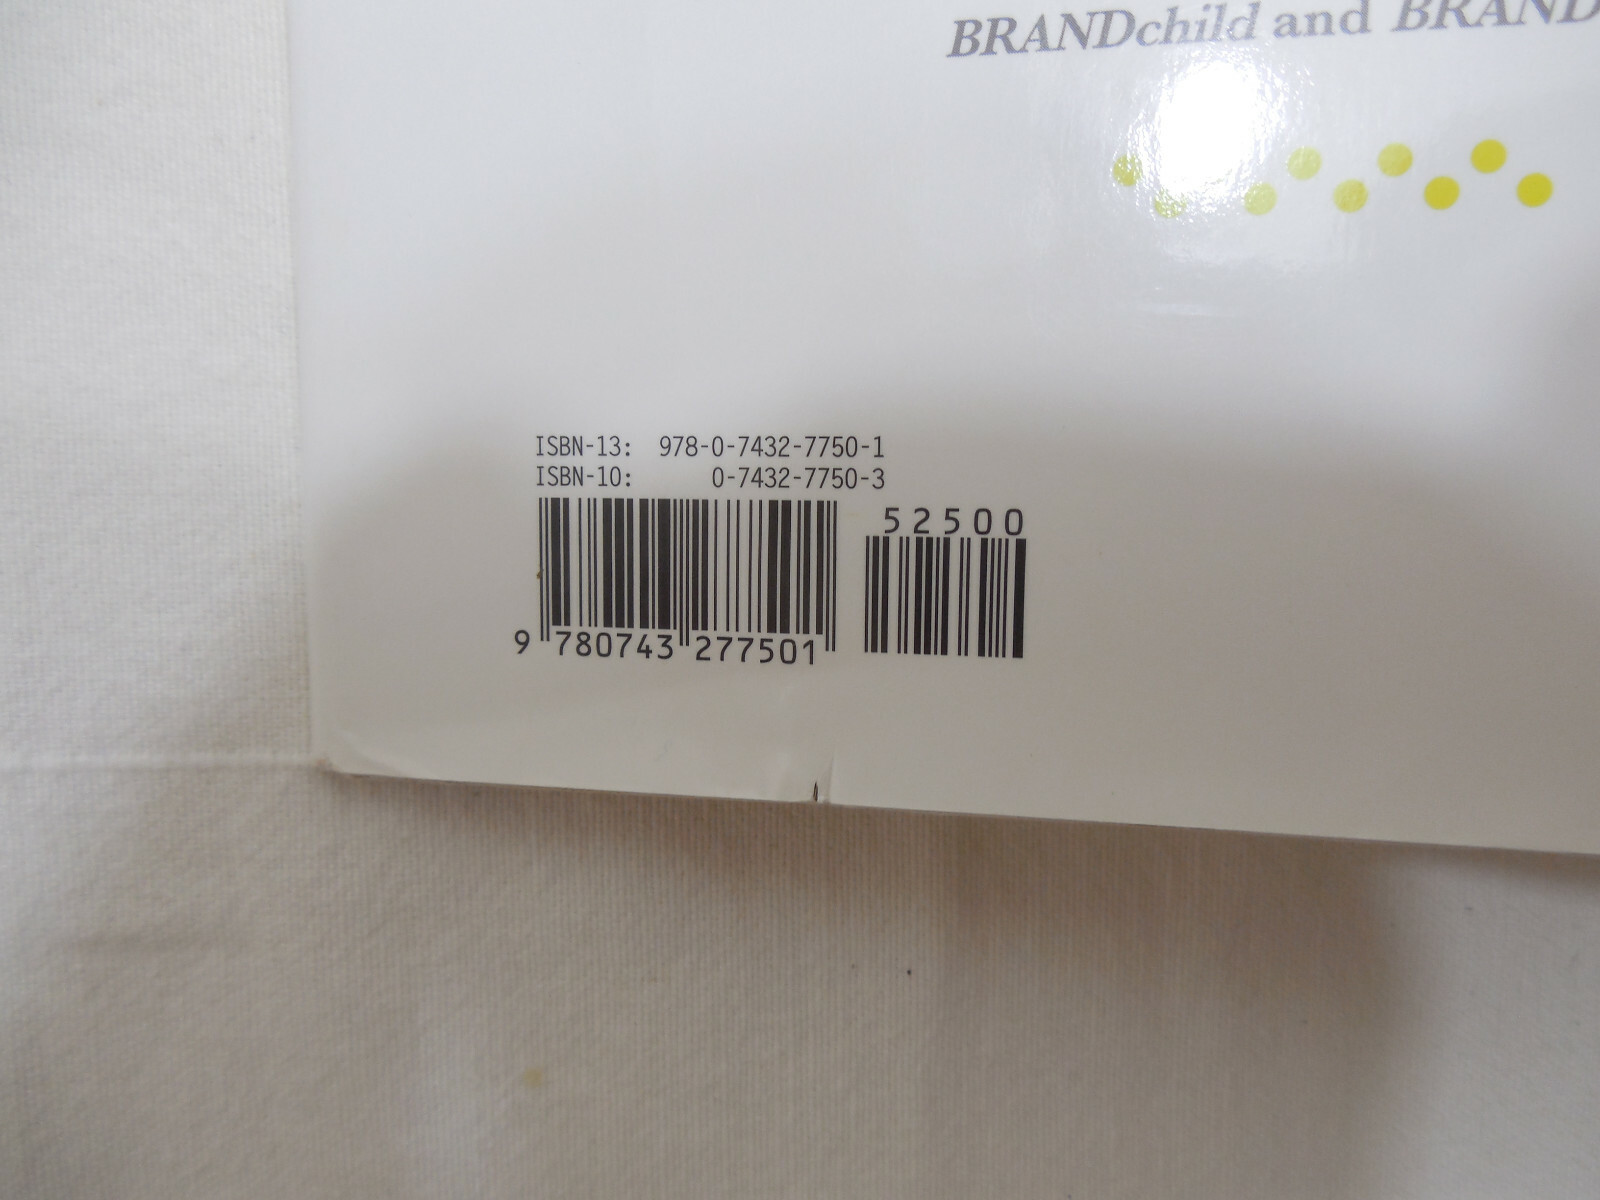 BRANDchild and BRAND
ISBN-13: 978-0-7432-7750-1
ISBN-10: 0-7432-7750-3
52500
9 780743 277501